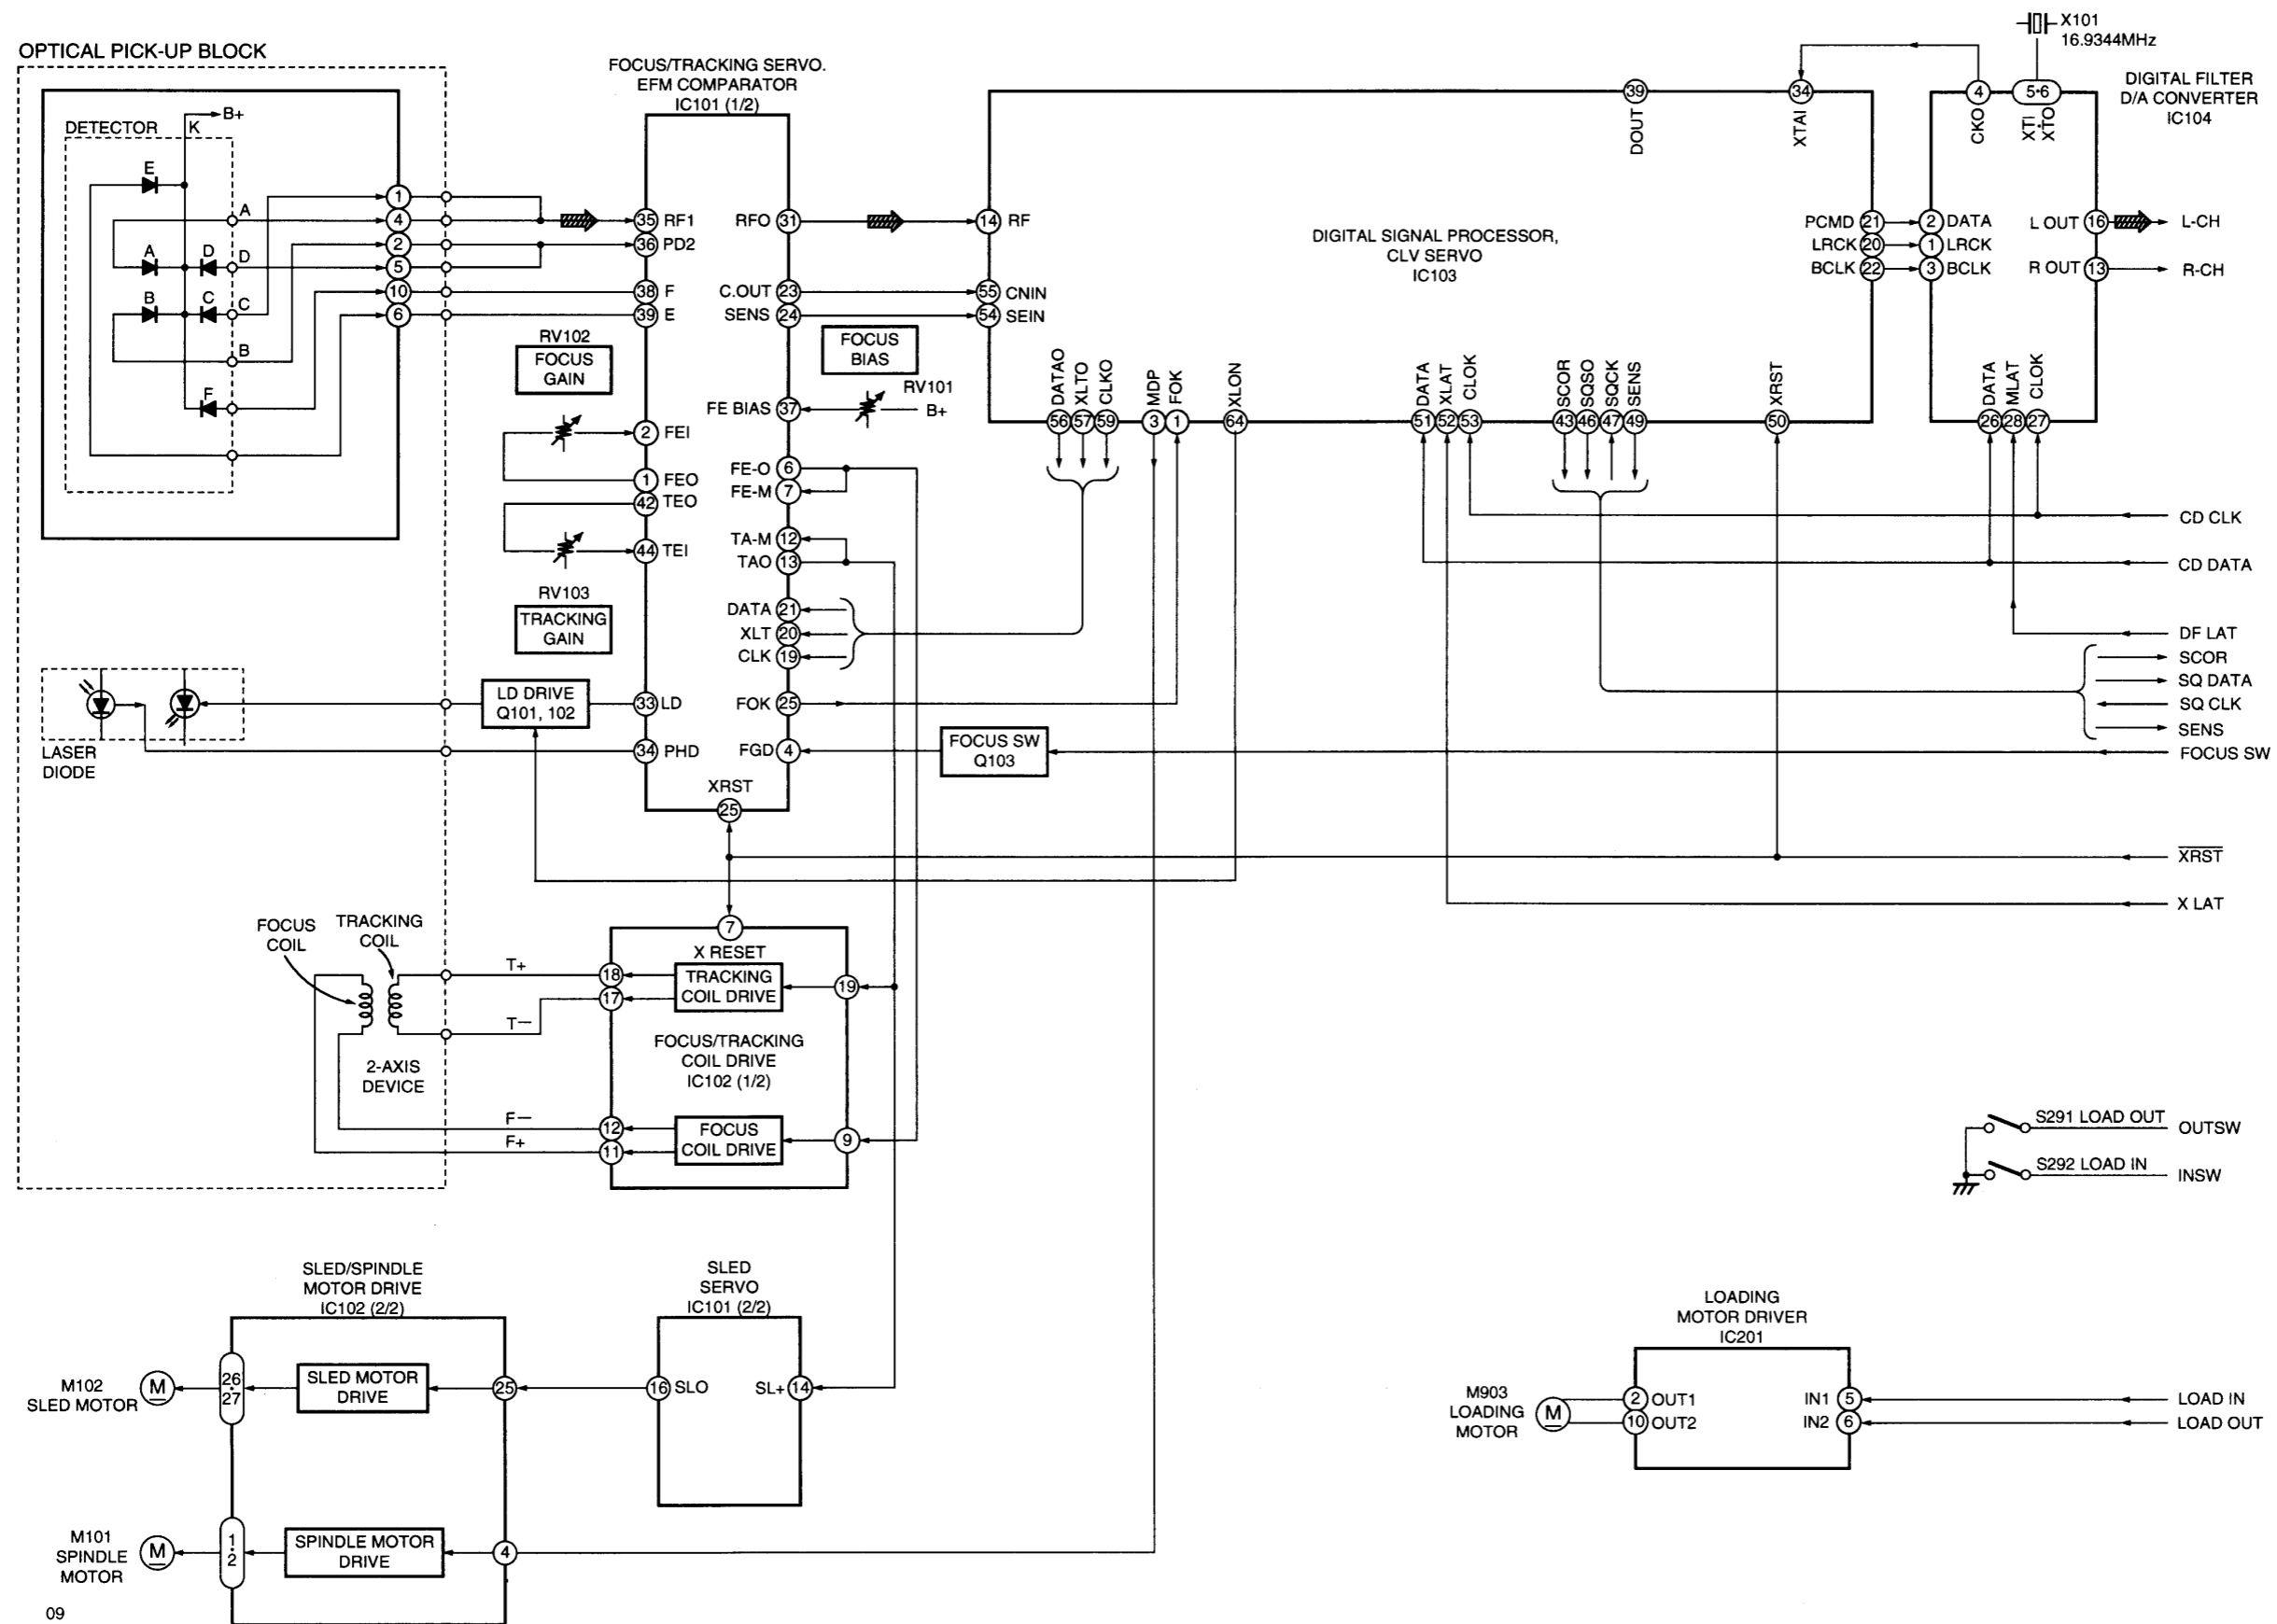 OPTICAL PICK-UP BLOCK
DETECTOR
K
B+
E
A
A
D
D
B
C
C
B
F
1
4
2
5
10
6
FOCUS/TRACKING SERVO.
EFM COMPARATOR
IC101 (1/2)
35 RF1
36 PD2
38 F
39 E
RV102
FOCUS
GAIN
2 FEI
1 FEO
42 TEO
44 TEI
RV103
TRACKING
GAIN
33 LD
34 PHD
RFO 31
C.OUT 23
SENS 24
FE BIAS 37
FE-O 6
FE-M 7
TA-M 12
TAO 13
DATA 21
XLT 20
CLK 19
FOK 25
FGD 4
XRST
25
FOCUS
BIAS
RV101
B+
LD DRIVE
Q101, 102
LASER
DIODE
FOCUS SW
Q103
14 RF
55 CNIN
54 SEIN
DIGITAL SIGNAL PROCESSOR,
CLV SERVO
IC103
39
DOUT
34
XTAI
PCMD 21
LRCK 20
BCLK 22
DATAO
56
XLTO
57
CLKO
59
MDP
3
FOK
1
XLON
64
DATA
51
XLAT
52
CLOK
53
SCOR
43
SQSO
46
SQCK
47
SENS
49
XRST
50
X101
16.9344MHz
DIGITAL FILTER
D/A CONVERTER
IC104
4
CKO
5•6
XTI
•
XTO
2 DATA
1 LRCK
3 BCLK
L OUT 16
R OUT 13
L-CH
R-CH
DATA
26
MLAT
28
CLOK
27
CD CLK
CD DATA
DF LAT
SCOR
SQ DATA
SQ CLK
SENS
FOCUS SW
XRST
X LAT
FOCUS
COIL
TRACKING
COIL
2-AXIS
DEVICE
T+
T−
F−
F+
7
X RESET
18
17
TRACKING
COIL DRIVE
19
FOCUS/TRACKING
COIL DRIVE
IC102 (1/2)
12
11
FOCUS
COIL DRIVE
9
S291 LOAD OUT
OUTSW
S292 LOAD IN
INSW
SLED/SPINDLE
MOTOR DRIVE
IC102 (2/2)
M102
SLED MOTOR
M
26
•
27
SLED MOTOR
DRIVE
25
M101
SPINDLE
MOTOR
M
1
•
2
SPINDLE MOTOR
DRIVE
4
SLED
SERVO
IC101 (2/2)
16 SLO
SL+ 14
LOADING
MOTOR DRIVER
IC201
M903
LOADING
MOTOR
M
2 OUT1
10 OUT2
IN1 5
IN2 6
LOAD IN
LOAD OUT
09